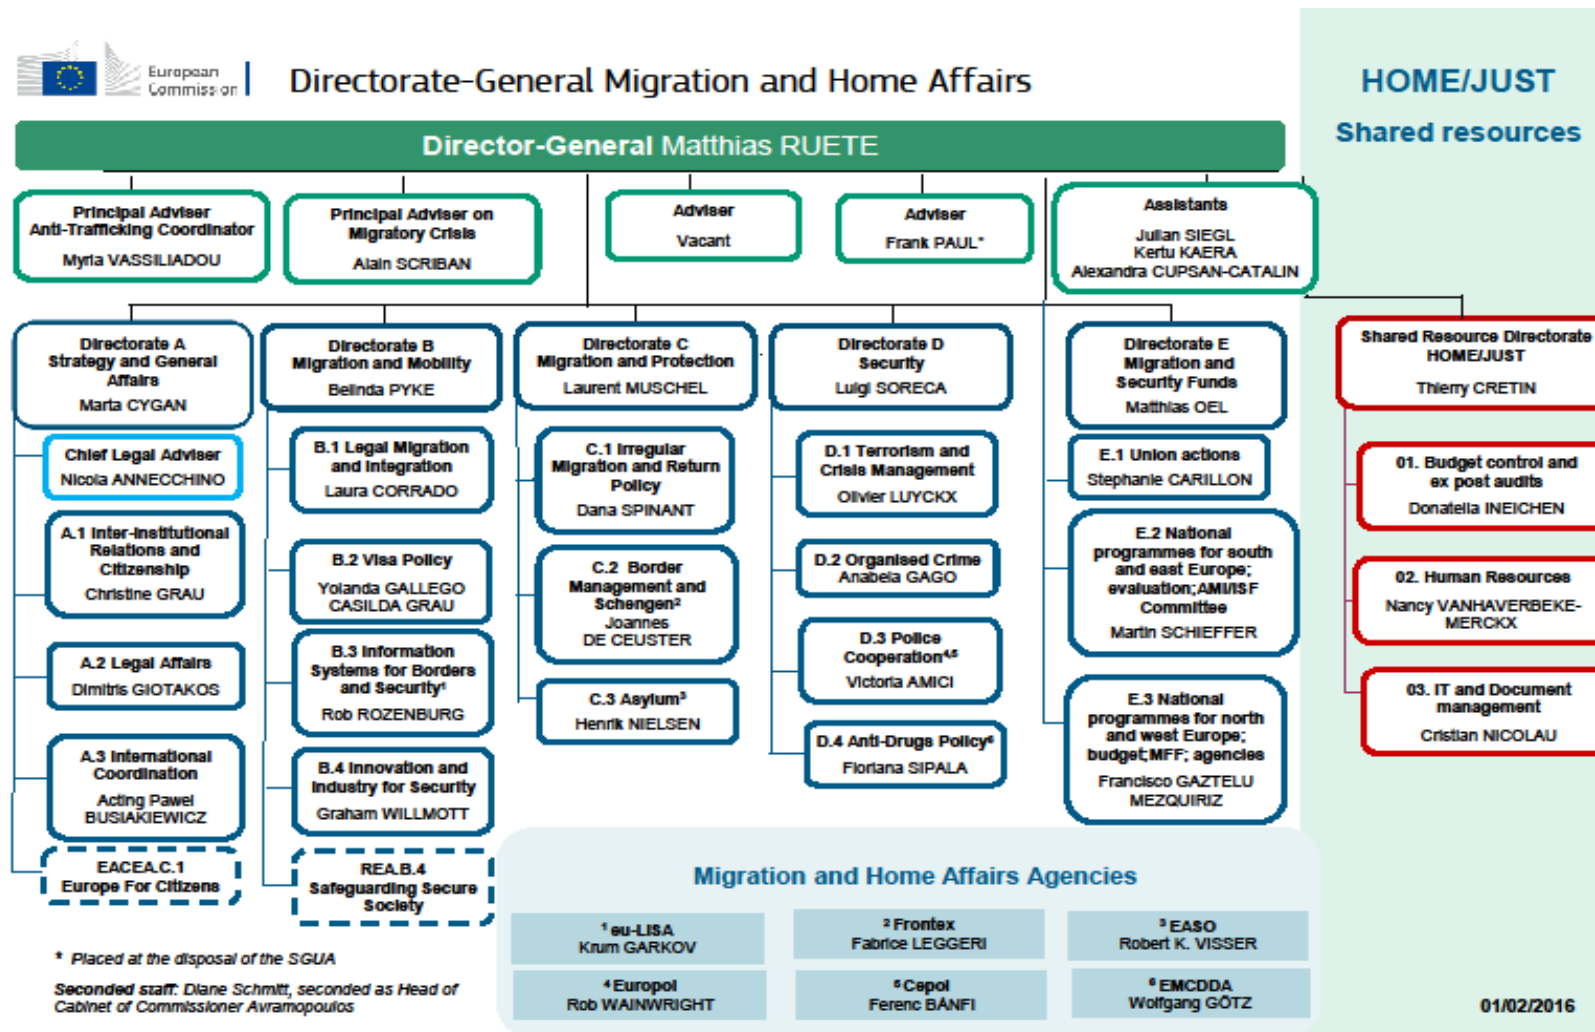 European
Commission
Directorate-General Migration and Home Affairs
HOME/JUST
Shared resources
Director-General Matthias RUETE
Principal Adviser
Anti-Trafficking Coordinator
Myria VASSILIADOU
Principal Adviser on
Migratory Crisis
Alain SCRIBAN
Adviser
Vacant
Adviser
Frank PAUL*
Assistants
Julian SIEGL
Kertu KAERA
Alexandra CUPSAN-CATALIN
Directorate A
Strategy and General
Affairs
Marta CYGAN
Chief Legal Adviser
Nicola ANNECCHINO
A.1 Inter-Institutional
Relations and
Citizenship
Christine GRAU
A.2 Legal Affairs
Dimitris GIOTAKOS
A.3 International
Coordination
Acting Pawel
BUSIAKIEWICZ
EACEA.C.1
Europe For Citizens
Directorate B
Migration and Mobility
Belinda PYKE
B.1 Legal Migration
and Integration
Laura CORRADO
B.2 Visa Policy
Yolanda GALLEGO
CASILDA GRAU
B.3 Information
Systems for Borders
and Security¹
Rob ROZENBURG
B.4 Innovation and
Industry for Security
Graham WILLMOTT
REA.B.4
Safeguarding Secure
Society
Directorate C
Migration and Protection
Laurent MUSCHEL
C.1 Irregular
Migration and Return
Policy
Dana SPINANT
C.2 Border
Management and
Schengen²
Joannes
DE CEUSTER
C.3 Asylum³
Henrik NIELSEN
Directorate D
Security
Luigi SORECA
D.1 Terrorism and
Crisis Management
Olivier LUYCKX
D.2 Organised Crime
Anabela GAGO
D.3 Police
Cooperation⁴,⁵
Victoria AMICI
D.4 Anti-Drugs Policy⁶
Floriana SIPALA
Directorate E
Migration and
Security Funds
Matthias OEL
E.1 Union actions
Stephanie CARILLON
E.2 National
programmes for south
and east Europe;
evaluation;AMI/ISF
Committee
Martin SCHIEFFER
E.3 National
programmes for north
and west Europe;
budget;MFF; agencies
Francisco GAZTELU
MEZQUIRIZ
Shared Resource Directorate
HOME/JUST
Thierry CRETIN
01. Budget control and
ex post audits
Donatella INEICHEN
02. Human Resources
Nancy VANHAVERBEKE-
MERCKX
03. IT and Document
management
Cristian NICOLAU
Migration and Home Affairs Agencies
¹ eu-LISA
Krum GARKOV
² Frontex
Fabrice LEGGERI
³ EASO
Robert K. VISSER
⁴ Europol
Rob WAINWRIGHT
⁵ Cepol
Ferenc BÁNFI
⁶ EMCDDA
Wolfgang GÖTZ
* Placed at the disposal of the SGUA
Seconded staff: Diane Schmitt, seconded as Head of
Cabinet of Commissioner Avramopoulos
01/02/2016